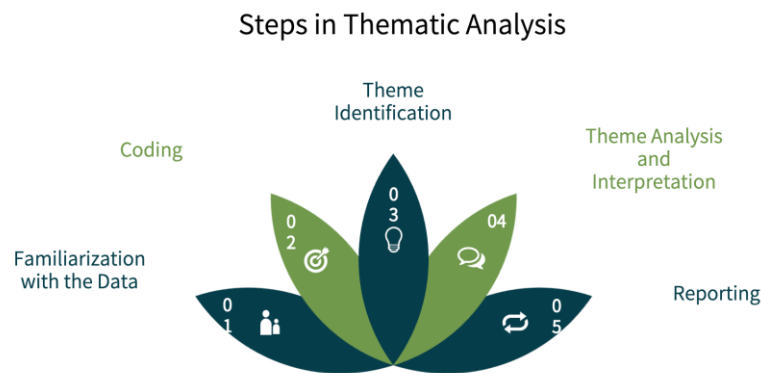 Steps in Thematic Analysis
Theme
Identification
Coding
Theme Analysis
and
Interpretation
Familiarization
with the Data
Reporting
0
1
0
2
0
3
04
0
5